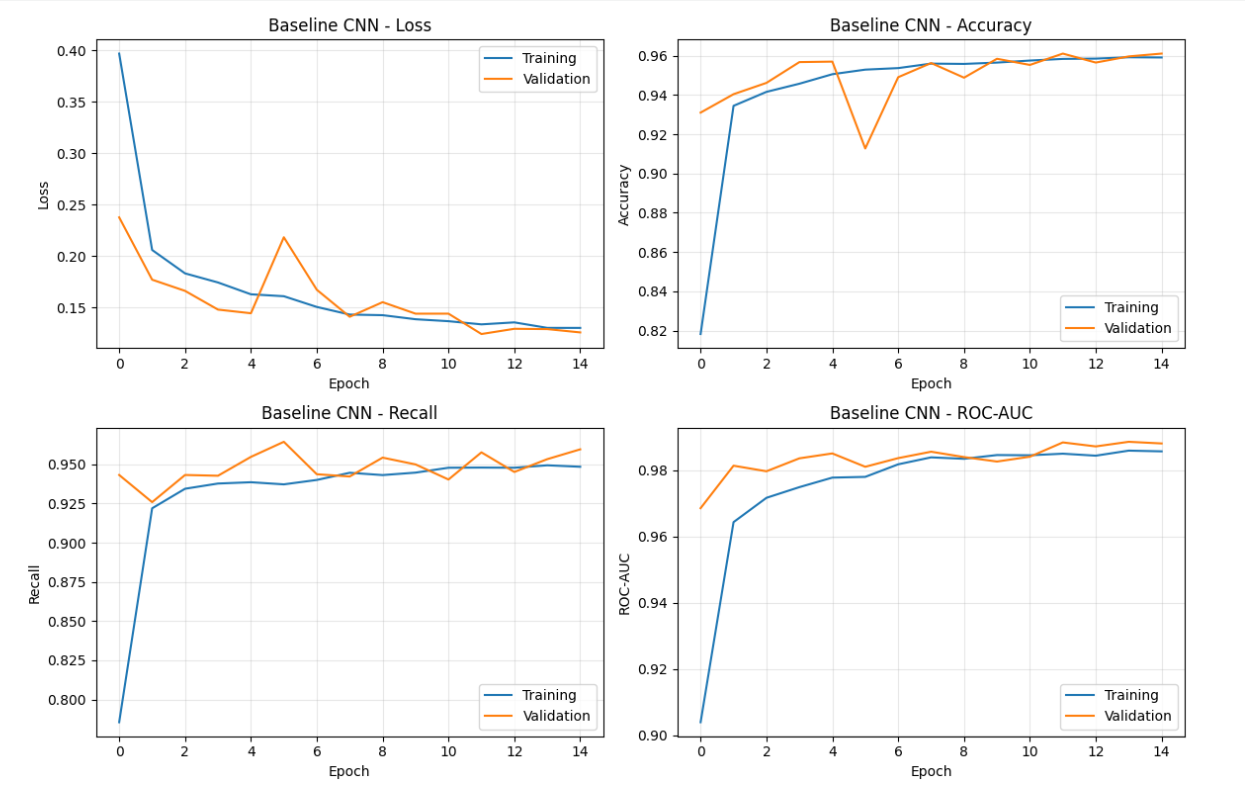 Baseline CNN - Loss
0.40
0.35
0.30
0.25
0.20
0.15
Loss
0 2 4 6 8 10 12 14
Epoch
Training
Validation
Baseline CNN - Accuracy
0.96
0.94
0.92
0.90
0.88
0.86
0.84
0.82
Accuracy
0 2 4 6 8 10 12 14
Epoch
Training
Validation
Baseline CNN - Recall
0.950
0.925
0.900
0.875
0.850
0.825
0.800
Recall
0 2 4 6 8 10 12 14
Epoch
Training
Validation
Baseline CNN - ROC-AUC
0.98
0.96
0.94
0.92
0.90
ROC-AUC
0 2 4 6 8 10 12 14
Epoch
Training
Validation